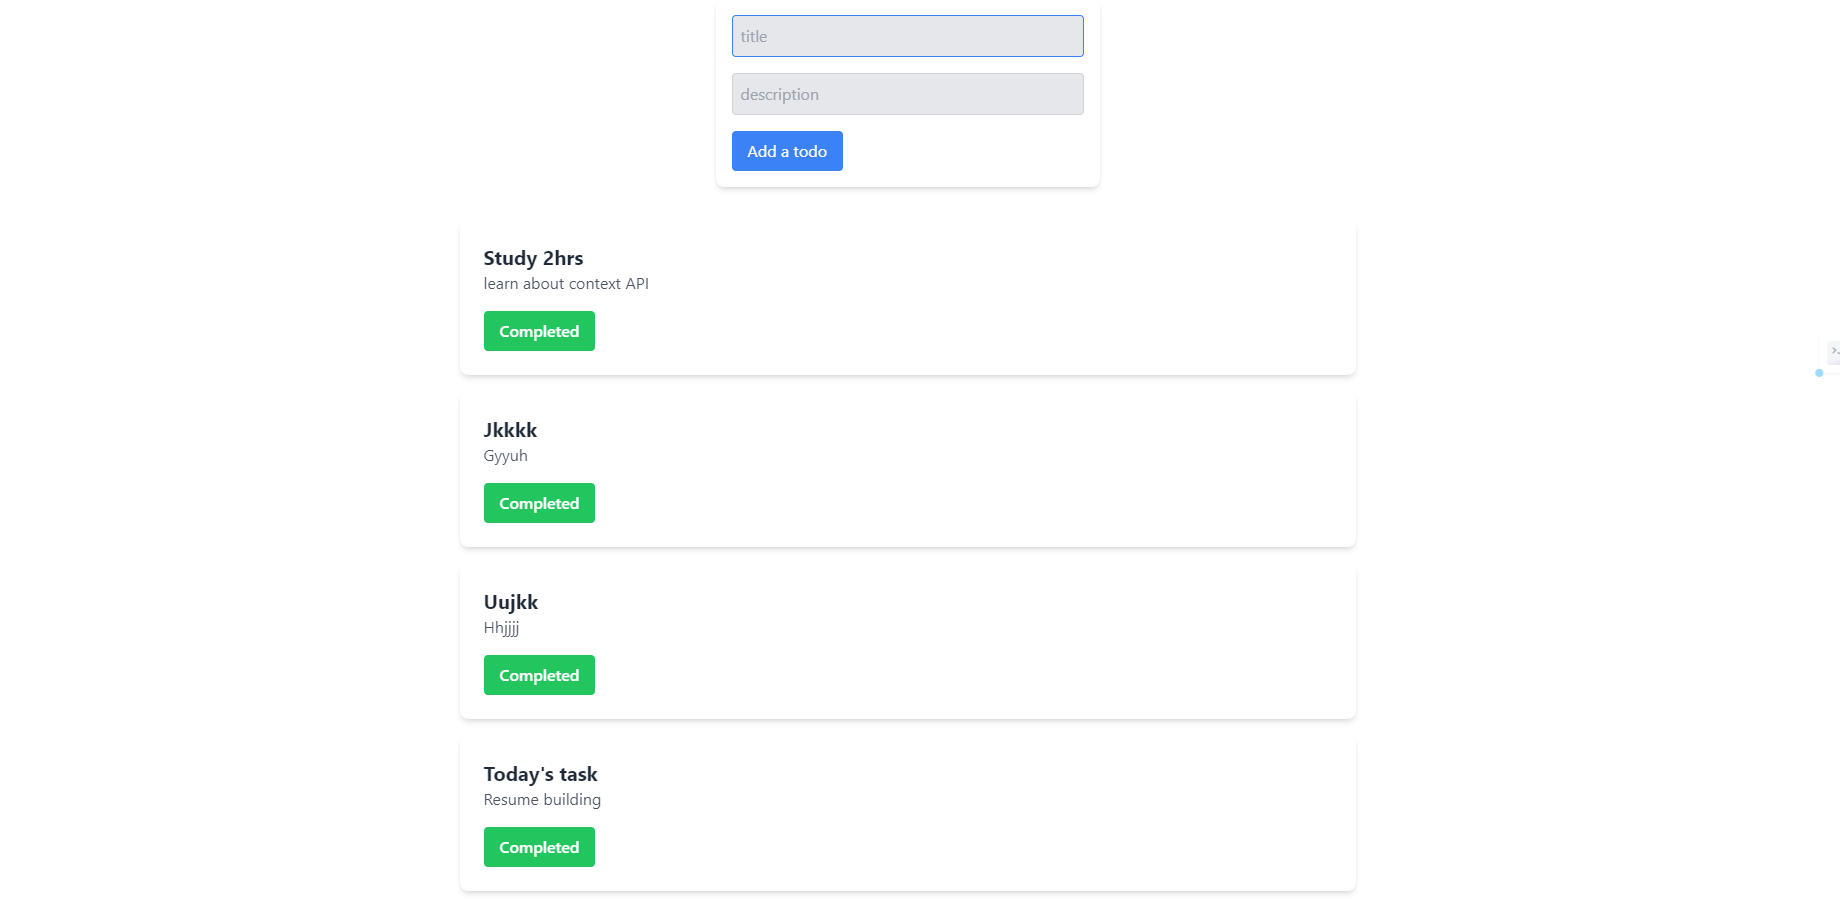 title
description
Add a todo
Study 2hrs
learn about context API
Completed
Jkkkk
Gyyuh
Completed
Uujkk
Hhjjjj
Completed
Today's task
Resume building
Completed